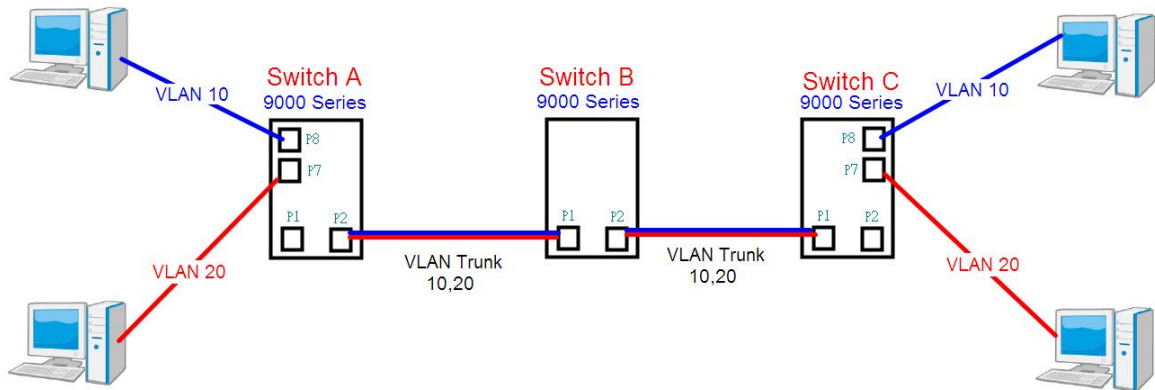 Switch A
9000 Series
Switch B
9000 Series
Switch C
9000 Series
VLAN 10
VLAN 10
P8
P7
P8
P7
P1
P2
P1
P2
P1
P2
VLAN Trunk
10,20
VLAN Trunk
10,20
VLAN 20
VLAN 20